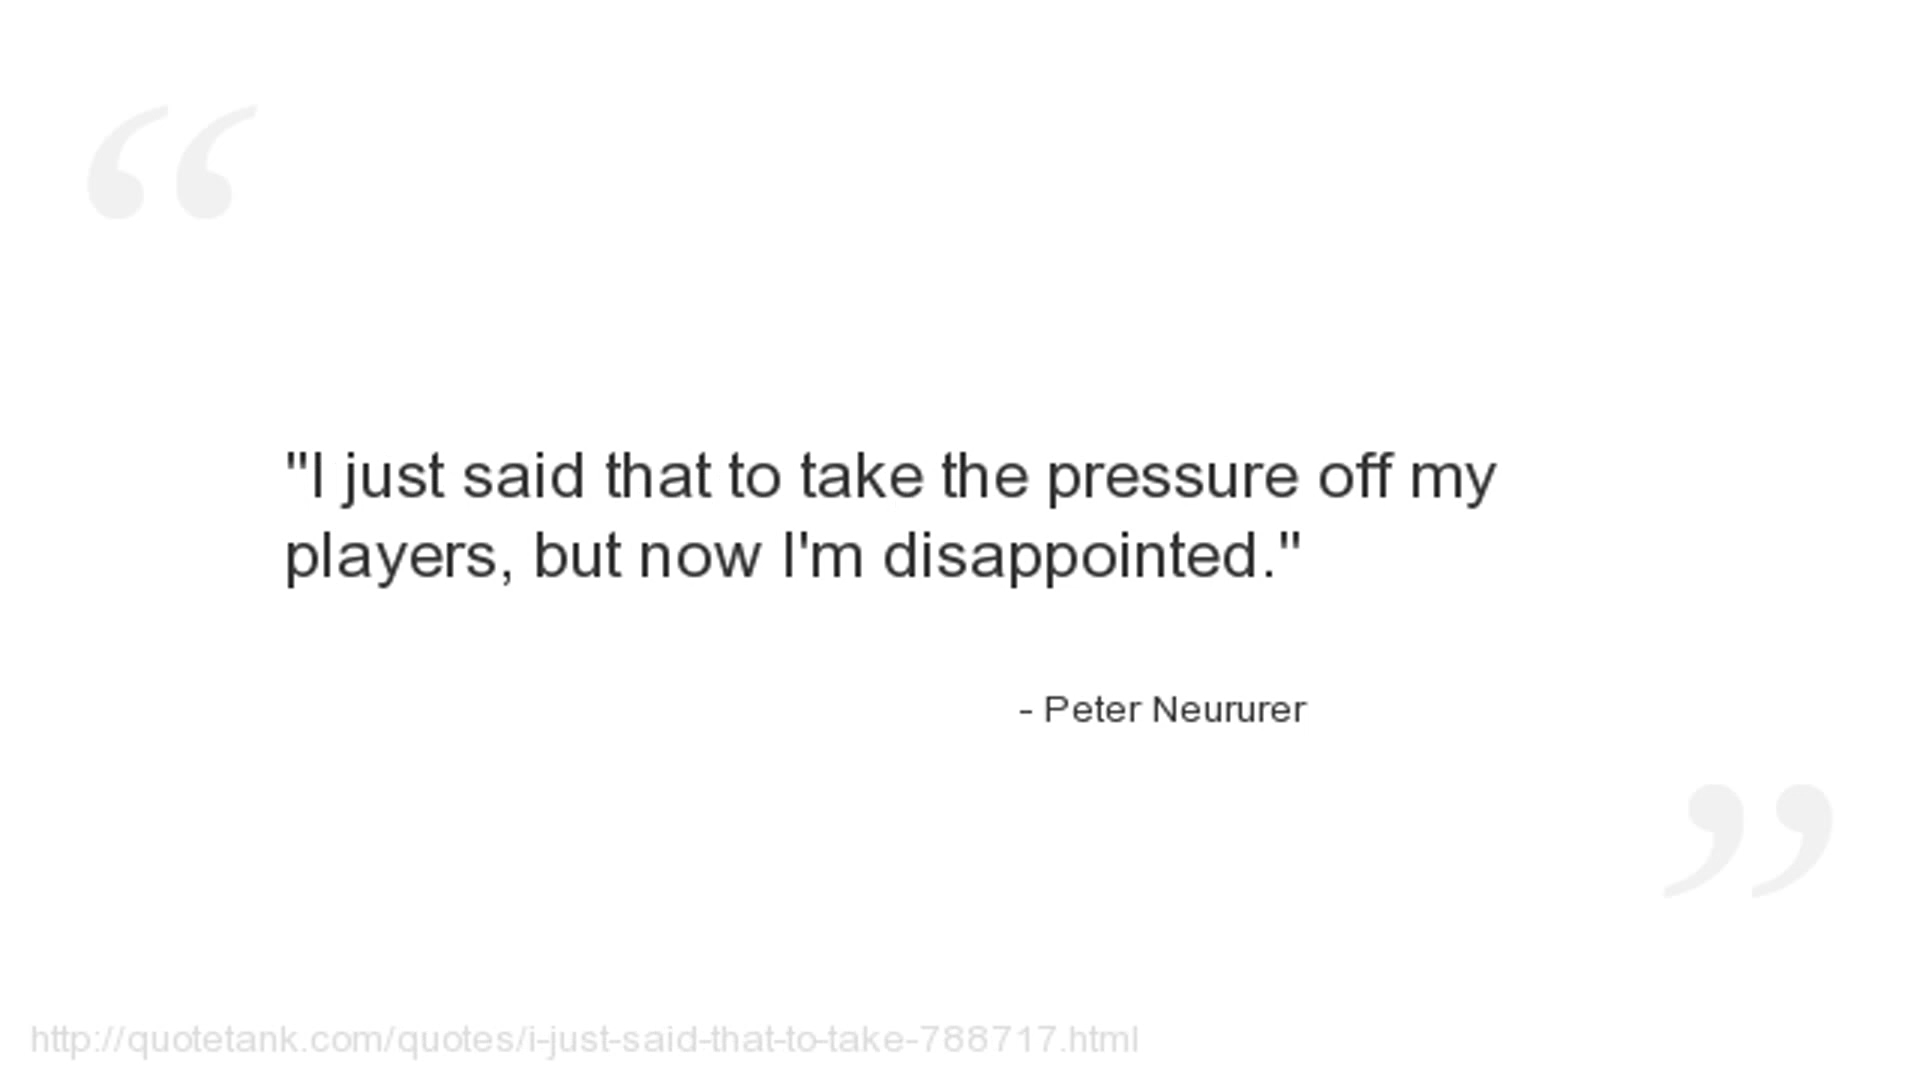 "I just said that to take the pressure off my
players, but now I'm disappointed."
- Peter Neururer
http://quotetank.com/quotes/i-just-said-that-to-take-788717.html